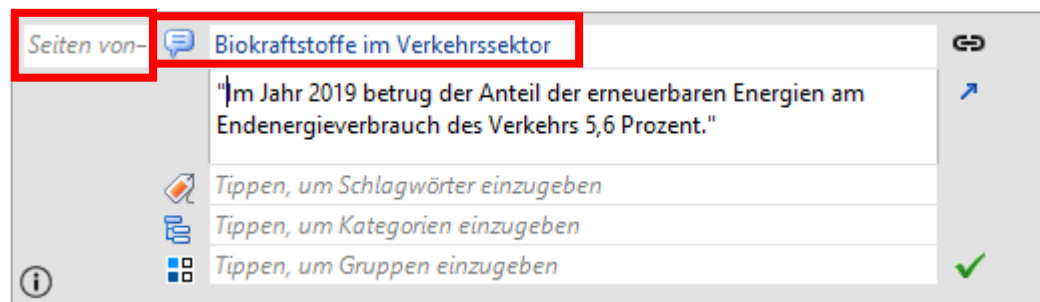 Seiten von–
Biokraftstoffe im Verkehrssektor
"Im Jahr 2019 betrug der Anteil der erneuerbaren Energien am
Endenergieverbrauch des Verkehrs 5,6 Prozent."
Tippen, um Schlagwörter einzugeben
Tippen, um Kategorien einzugeben
Tippen, um Gruppen einzugeben